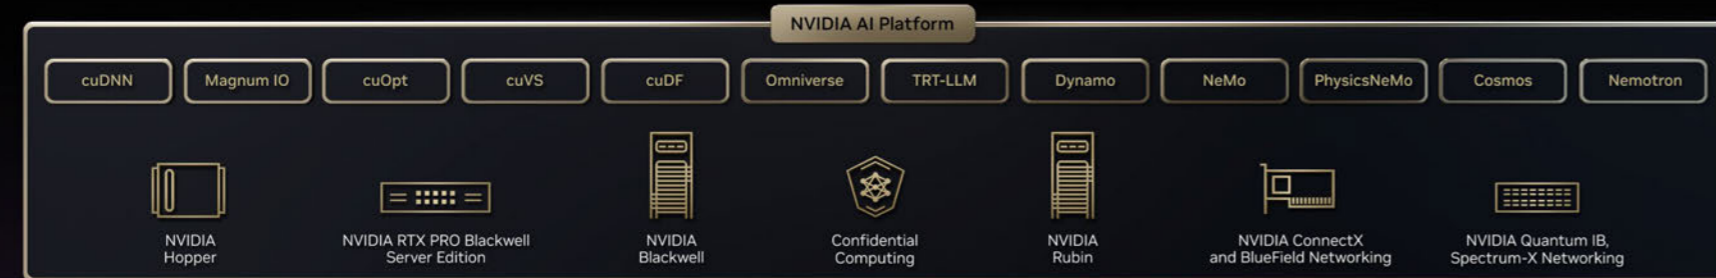 NVIDIA AI Platform
cuDNN
Magnum IO
cuOpt
cuVS
cuDF
Omniverse
TRT-LLM
Dynamo
NeMo
PhysicsNeMo
Cosmos
Nemotron
NVIDIA
Hopper
NVIDIA RTX PRO Blackwell
Server Edition
NVIDIA
Blackwell
Confidential
Computing
NVIDIA
Rubin
NVIDIA ConnectX
and BlueField Networking
NVIDIA Quantum IB,
Spectrum-X Networking